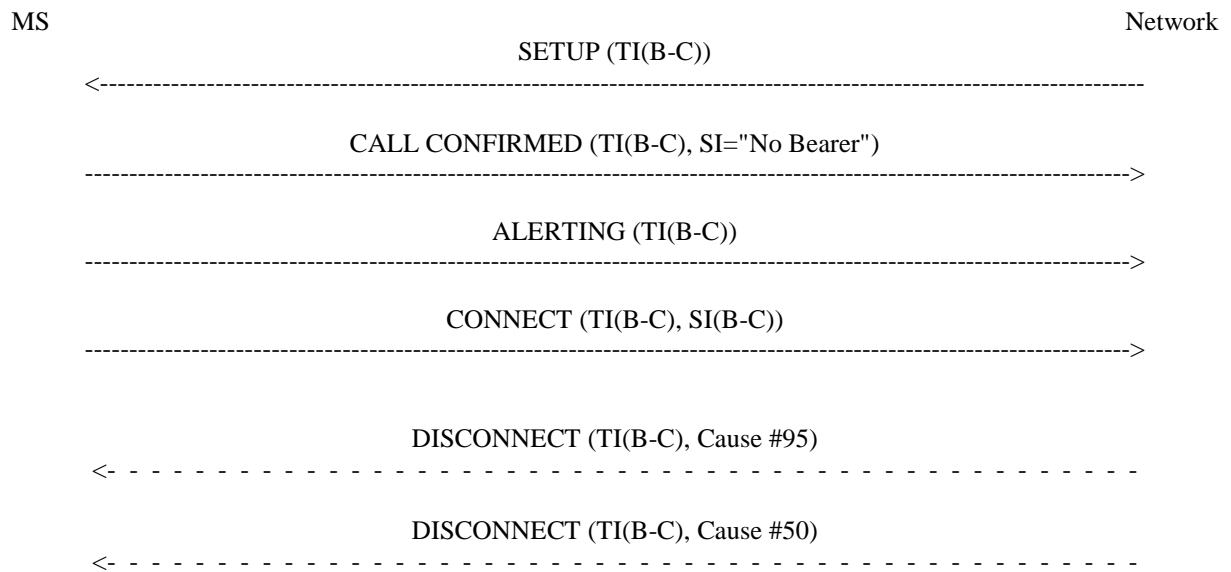 MS Network
SETUP (TI(B-C))
CALL CONFIRMED (TI(B-C), SI="No Bearer")
ALERTING (TI(B-C))
CONNECT (TI(B-C), SI(B-C))
DISCONNECT (TI(B-C), Cause #95)
DISCONNECT (TI(B-C), Cause #50)